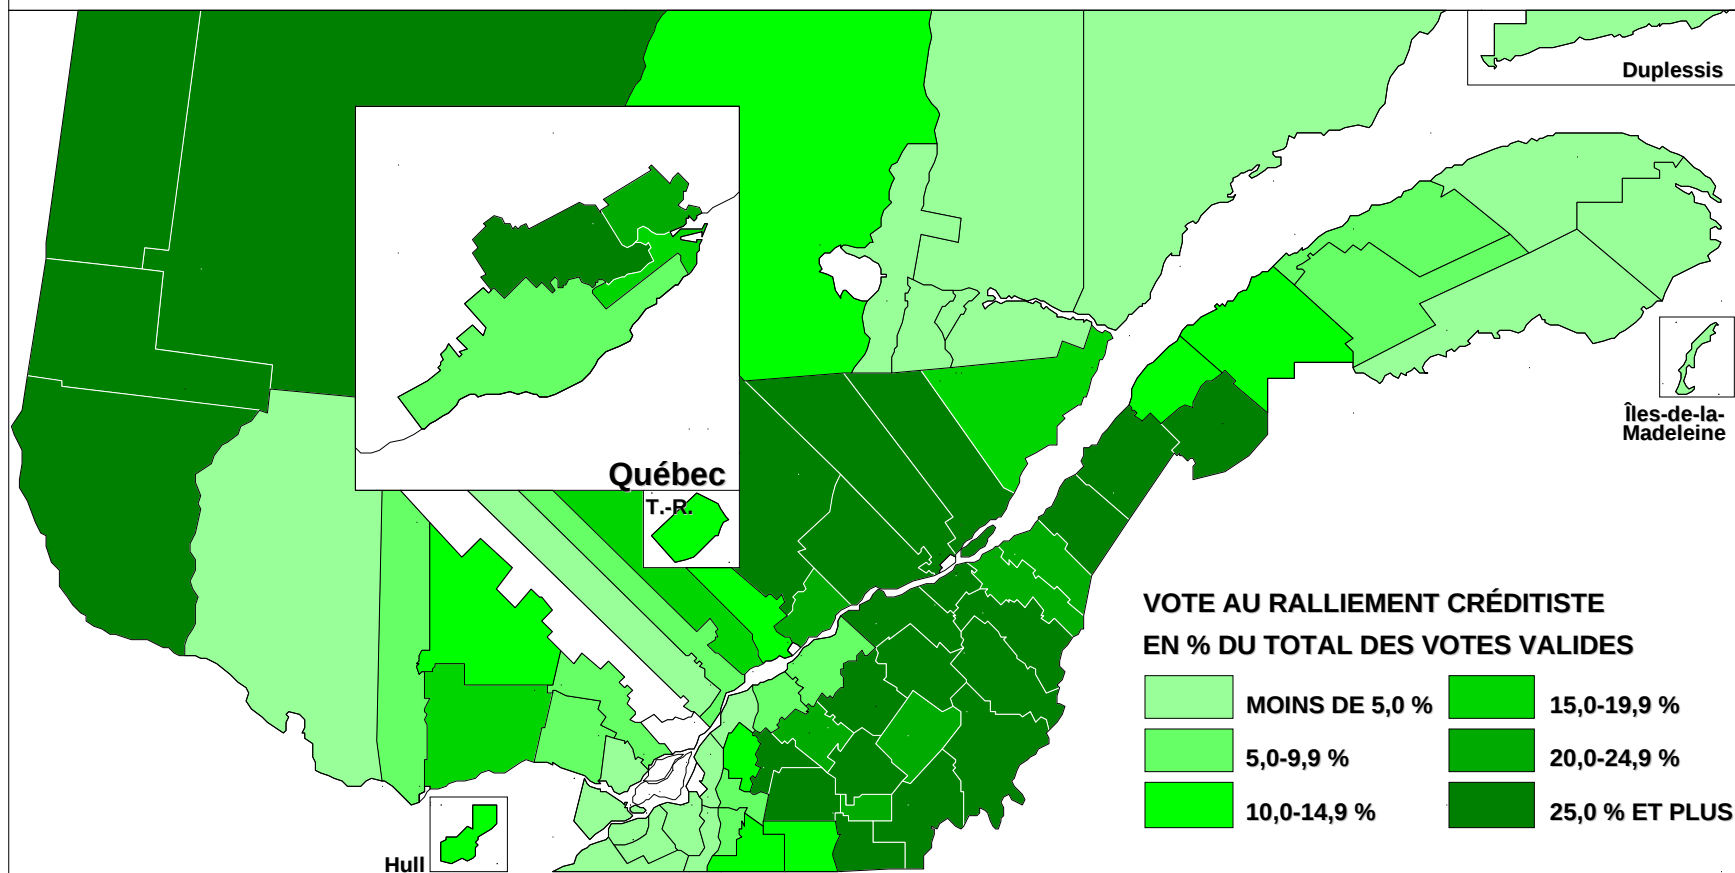 Duplessis
Îles-de-la-
Madeleine
Québec
T.-R.
VOTE AU RALLIEMENT CRÉDITISTE
EN % DU TOTAL DES VOTES VALIDES
MOINS DE 5,0 %
15,0-19,9 %
5,0-9,9 %
20,0-24,9 %
10,0-14,9 %
25,0 % ET PLUS
Hull